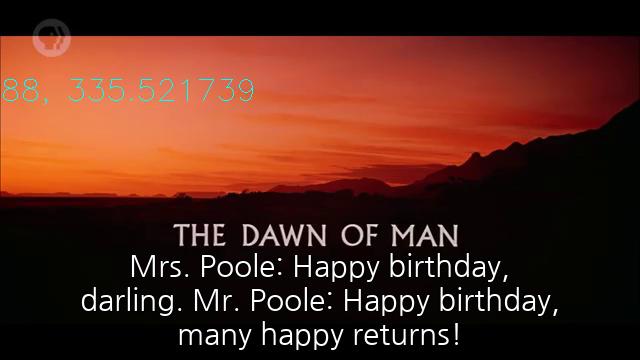 88, 335.521739
THE DAWN OF MAN
Mrs. Poole: Happy birthday,
darling. Mr. Poole: Happy birthday,
many happy returns!